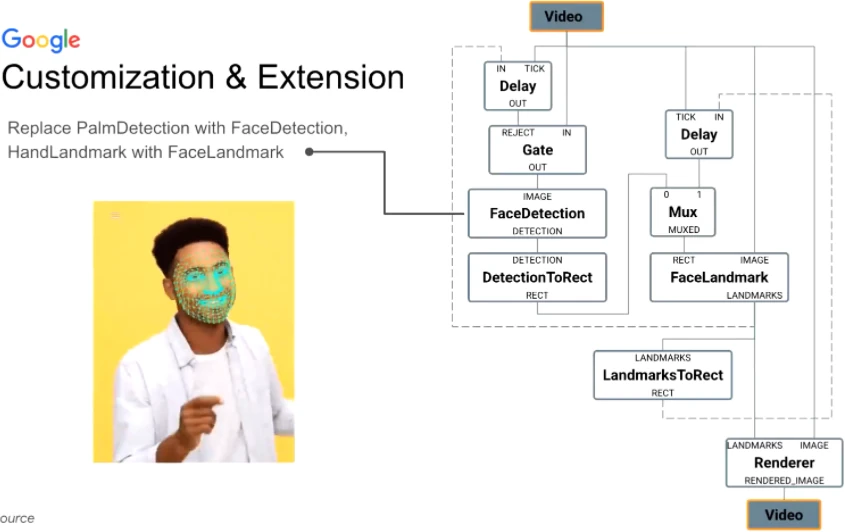 Google
Customization & Extension
Replace PalmDetection with FaceDetection,
HandLandmark with FaceLandmark
Video
IN TICK
Delay
OUT
REJECT IN
Gate
OUT
IMAGE
FaceDetection
DETECTION
DETECTION
DetectionToRect
RECT
TICK IN
Delay
OUT
0 1
Mux
MUXED
RECT IMAGE
FaceLandmark
LANDMARKS
LANDMARKS
LandmarksToRect
RECT
LANDMARKS IMAGE
Renderer
RENDERED_IMAGE
Video
ource